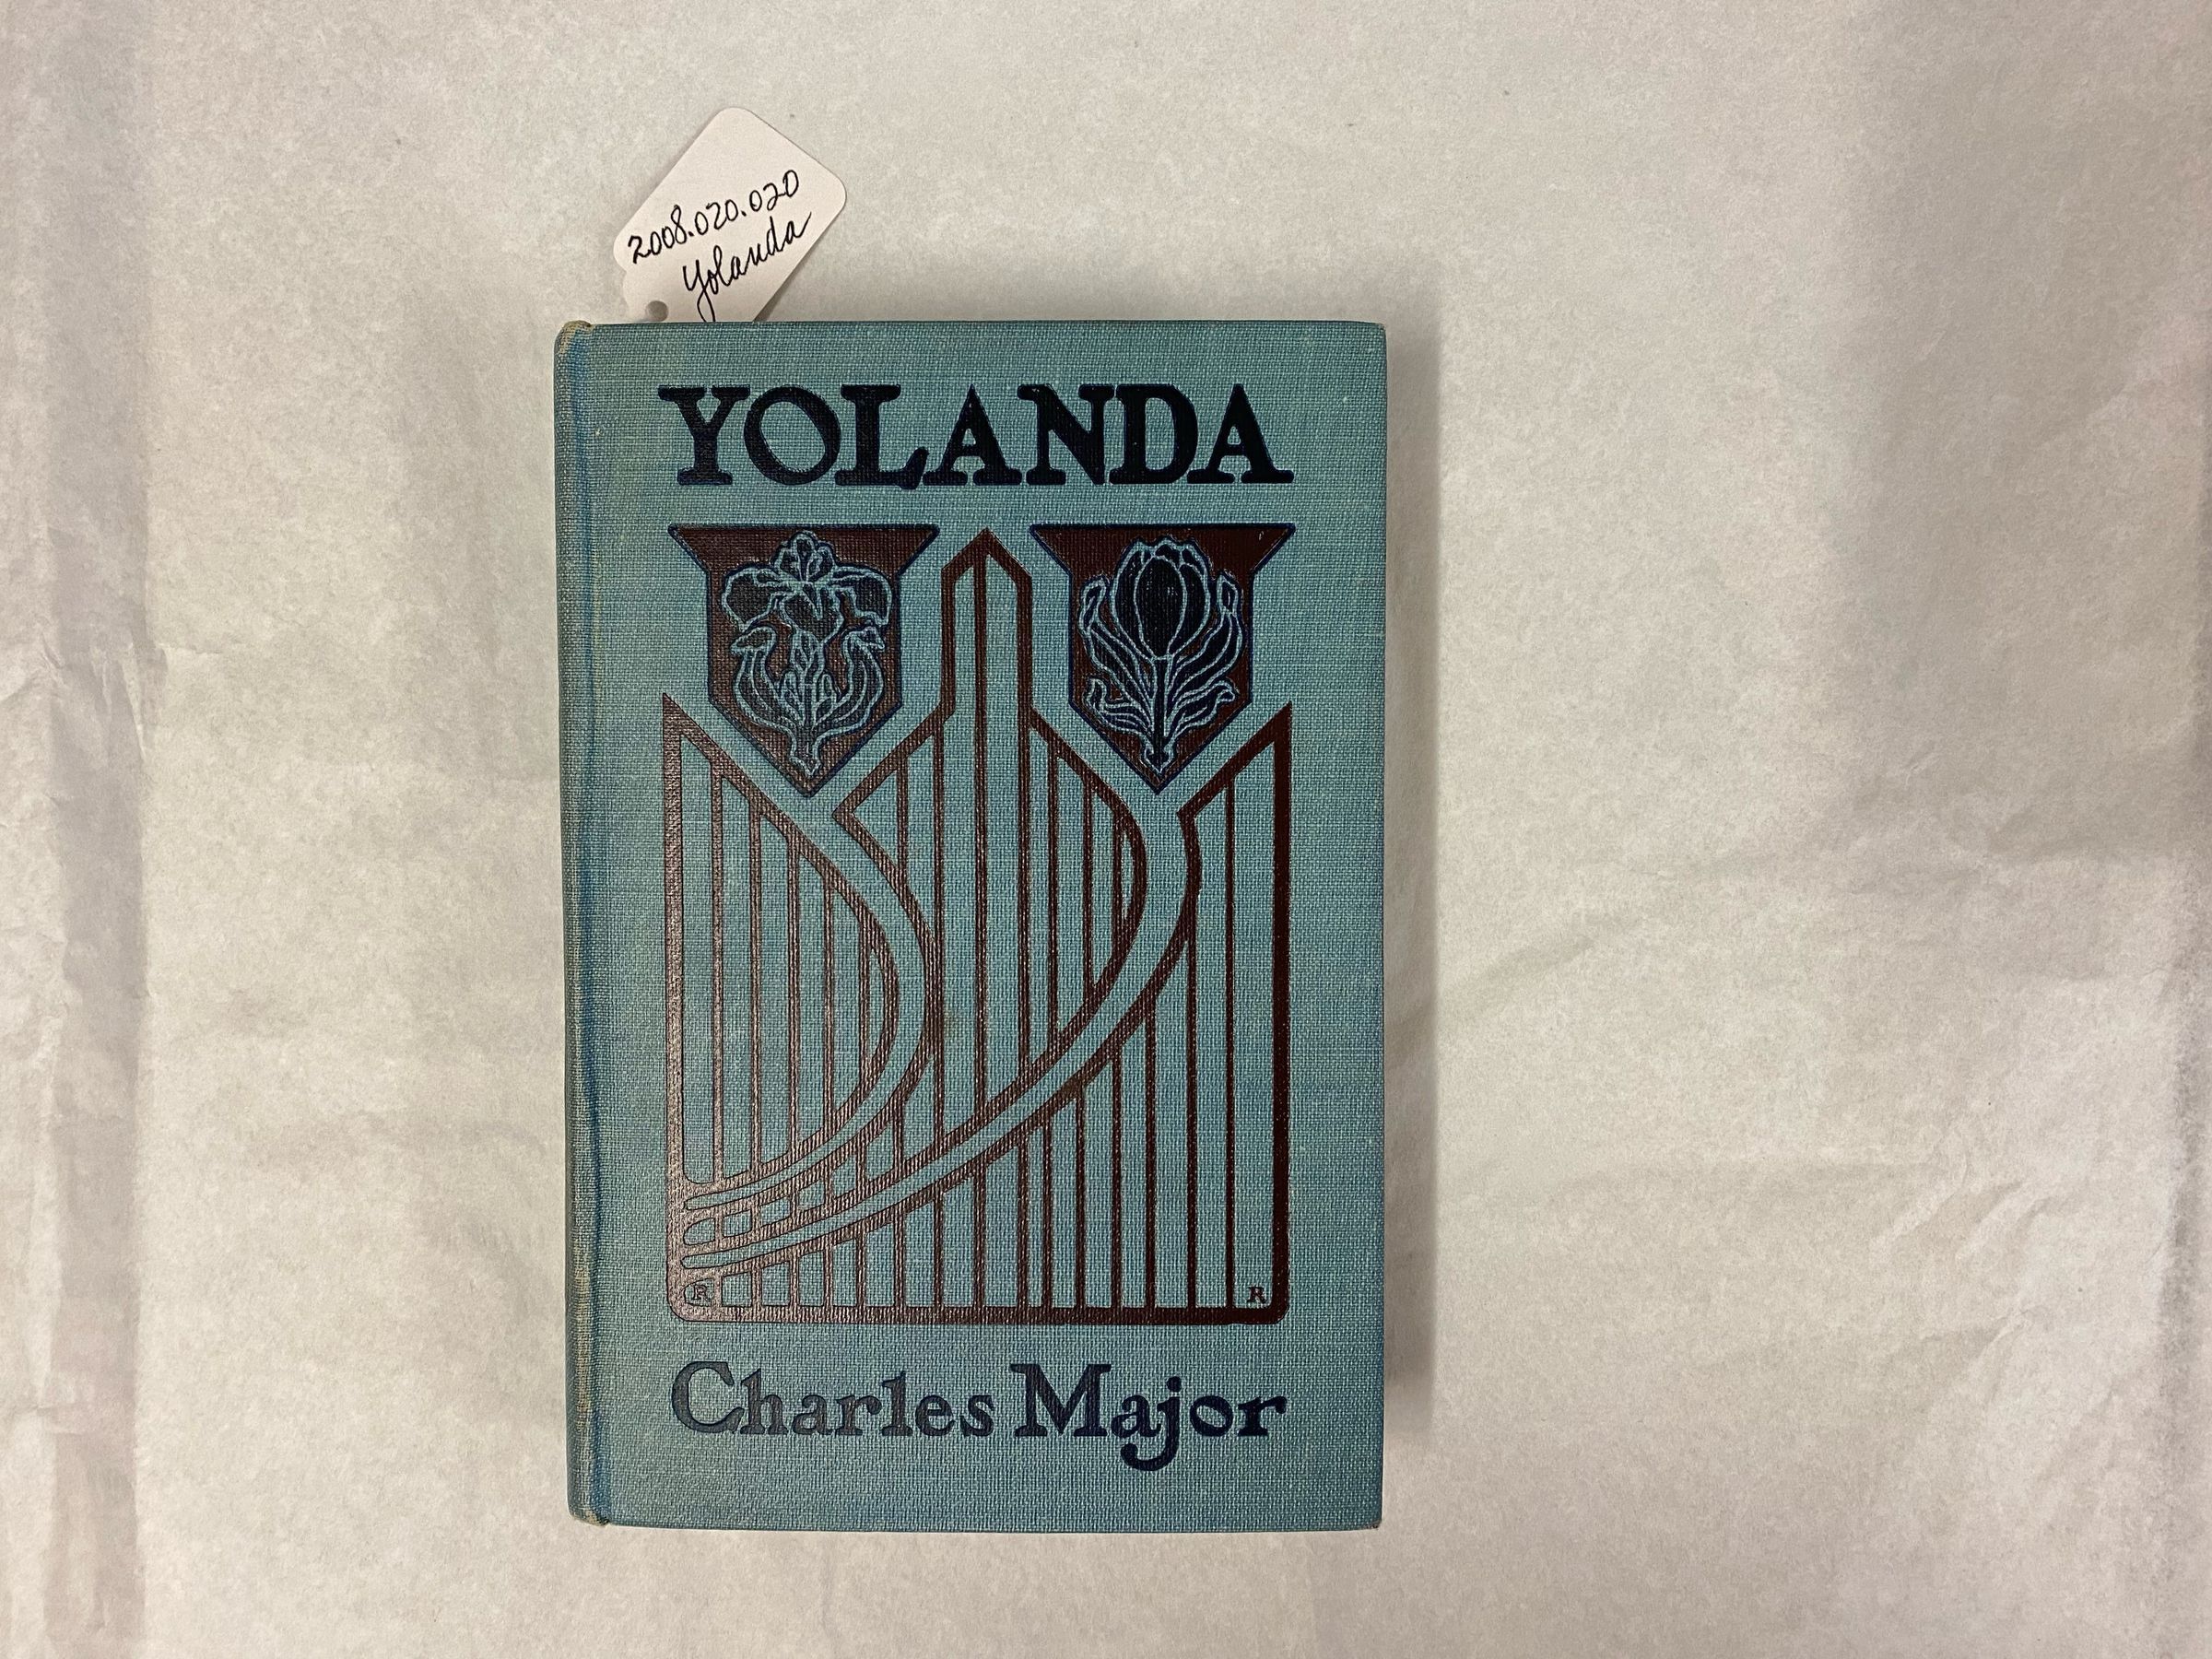 2008.020.020
Yolanda
YOLANDA
R R
Charles Major